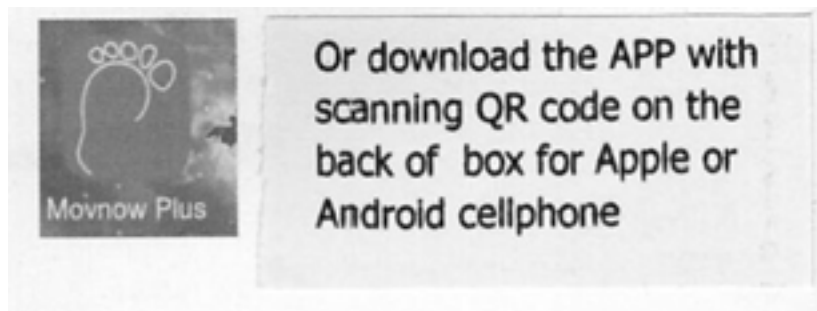 Movnow Plus
Or download the APP with
scanning QR code on the
back of  box for Apple or
Android cellphone